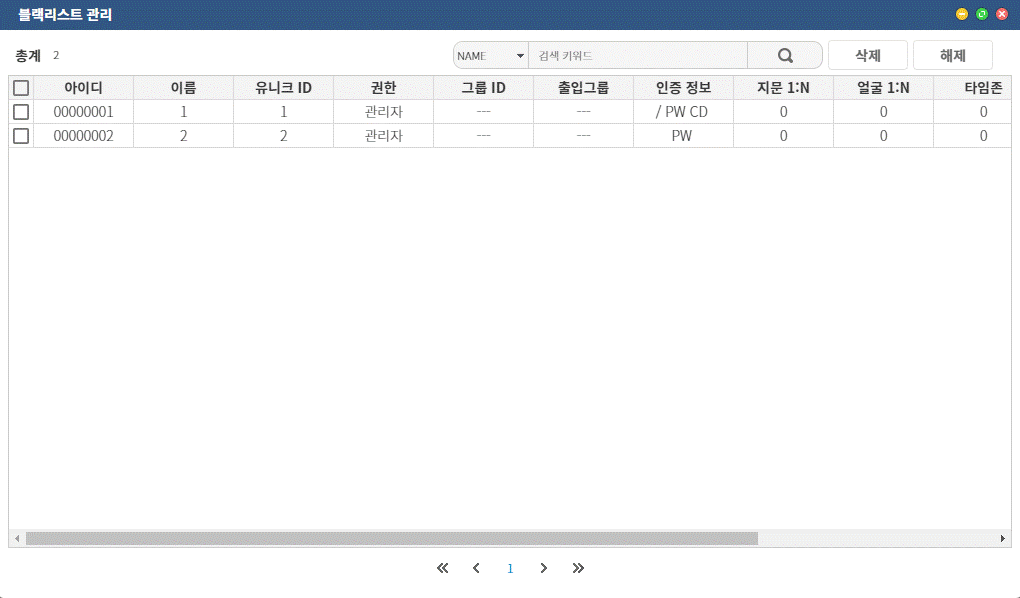 블랙리스트 관리
총계 2 NAME 검색 키워드 삭제 해제
아이디 이름 유니크 ID 권한 그룹 ID 출입그룹 인증 정보 지문 1:N 얼굴 1:N 타임존
00000001 1 1 관리자 --- --- / PW CD 0 0 0
00000002 2 2 관리자 --- --- PW 0 0 0
1